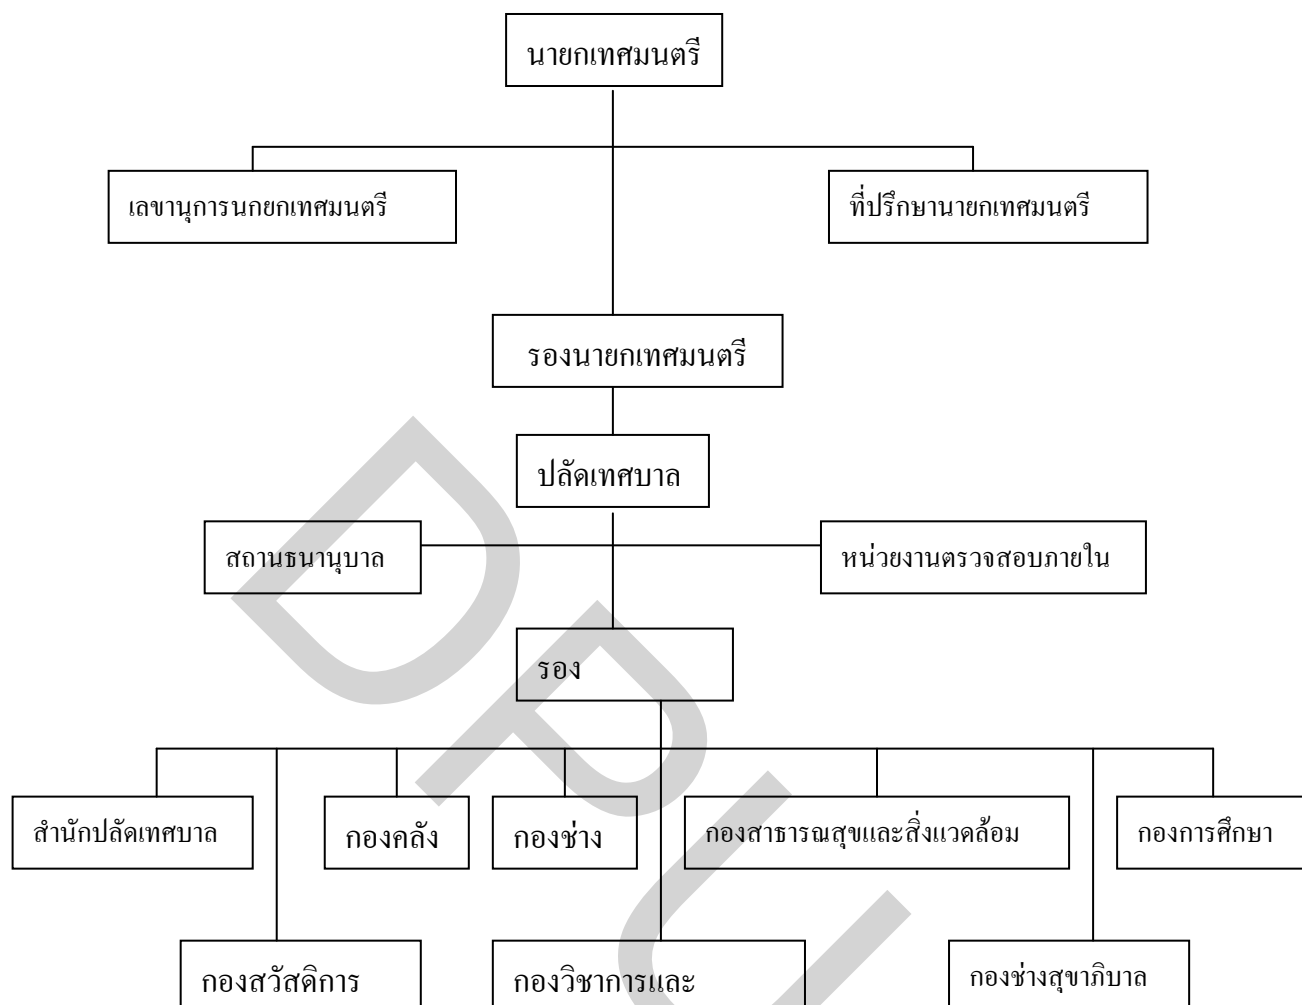 นายกเทศมนตรี
เลขานุการนกยกเทศมนตรี
ที่ปรึกษานายกเทศมนตรี
รองนายกเทศมนตรี
ปลัดเทศบาล
สถานธนานุบาล
หน่วยงานตรวจสอบภายใน
รอง
สำนักปลัดเทศบาล
กองคลัง
กองช่าง
กองสาธารณสุขและสิ่งแวดล้อม
กองการศึกษา
กองสวัสดิการ
กองวิชาการและ
กองช่างสุขาภิบาล
DPU